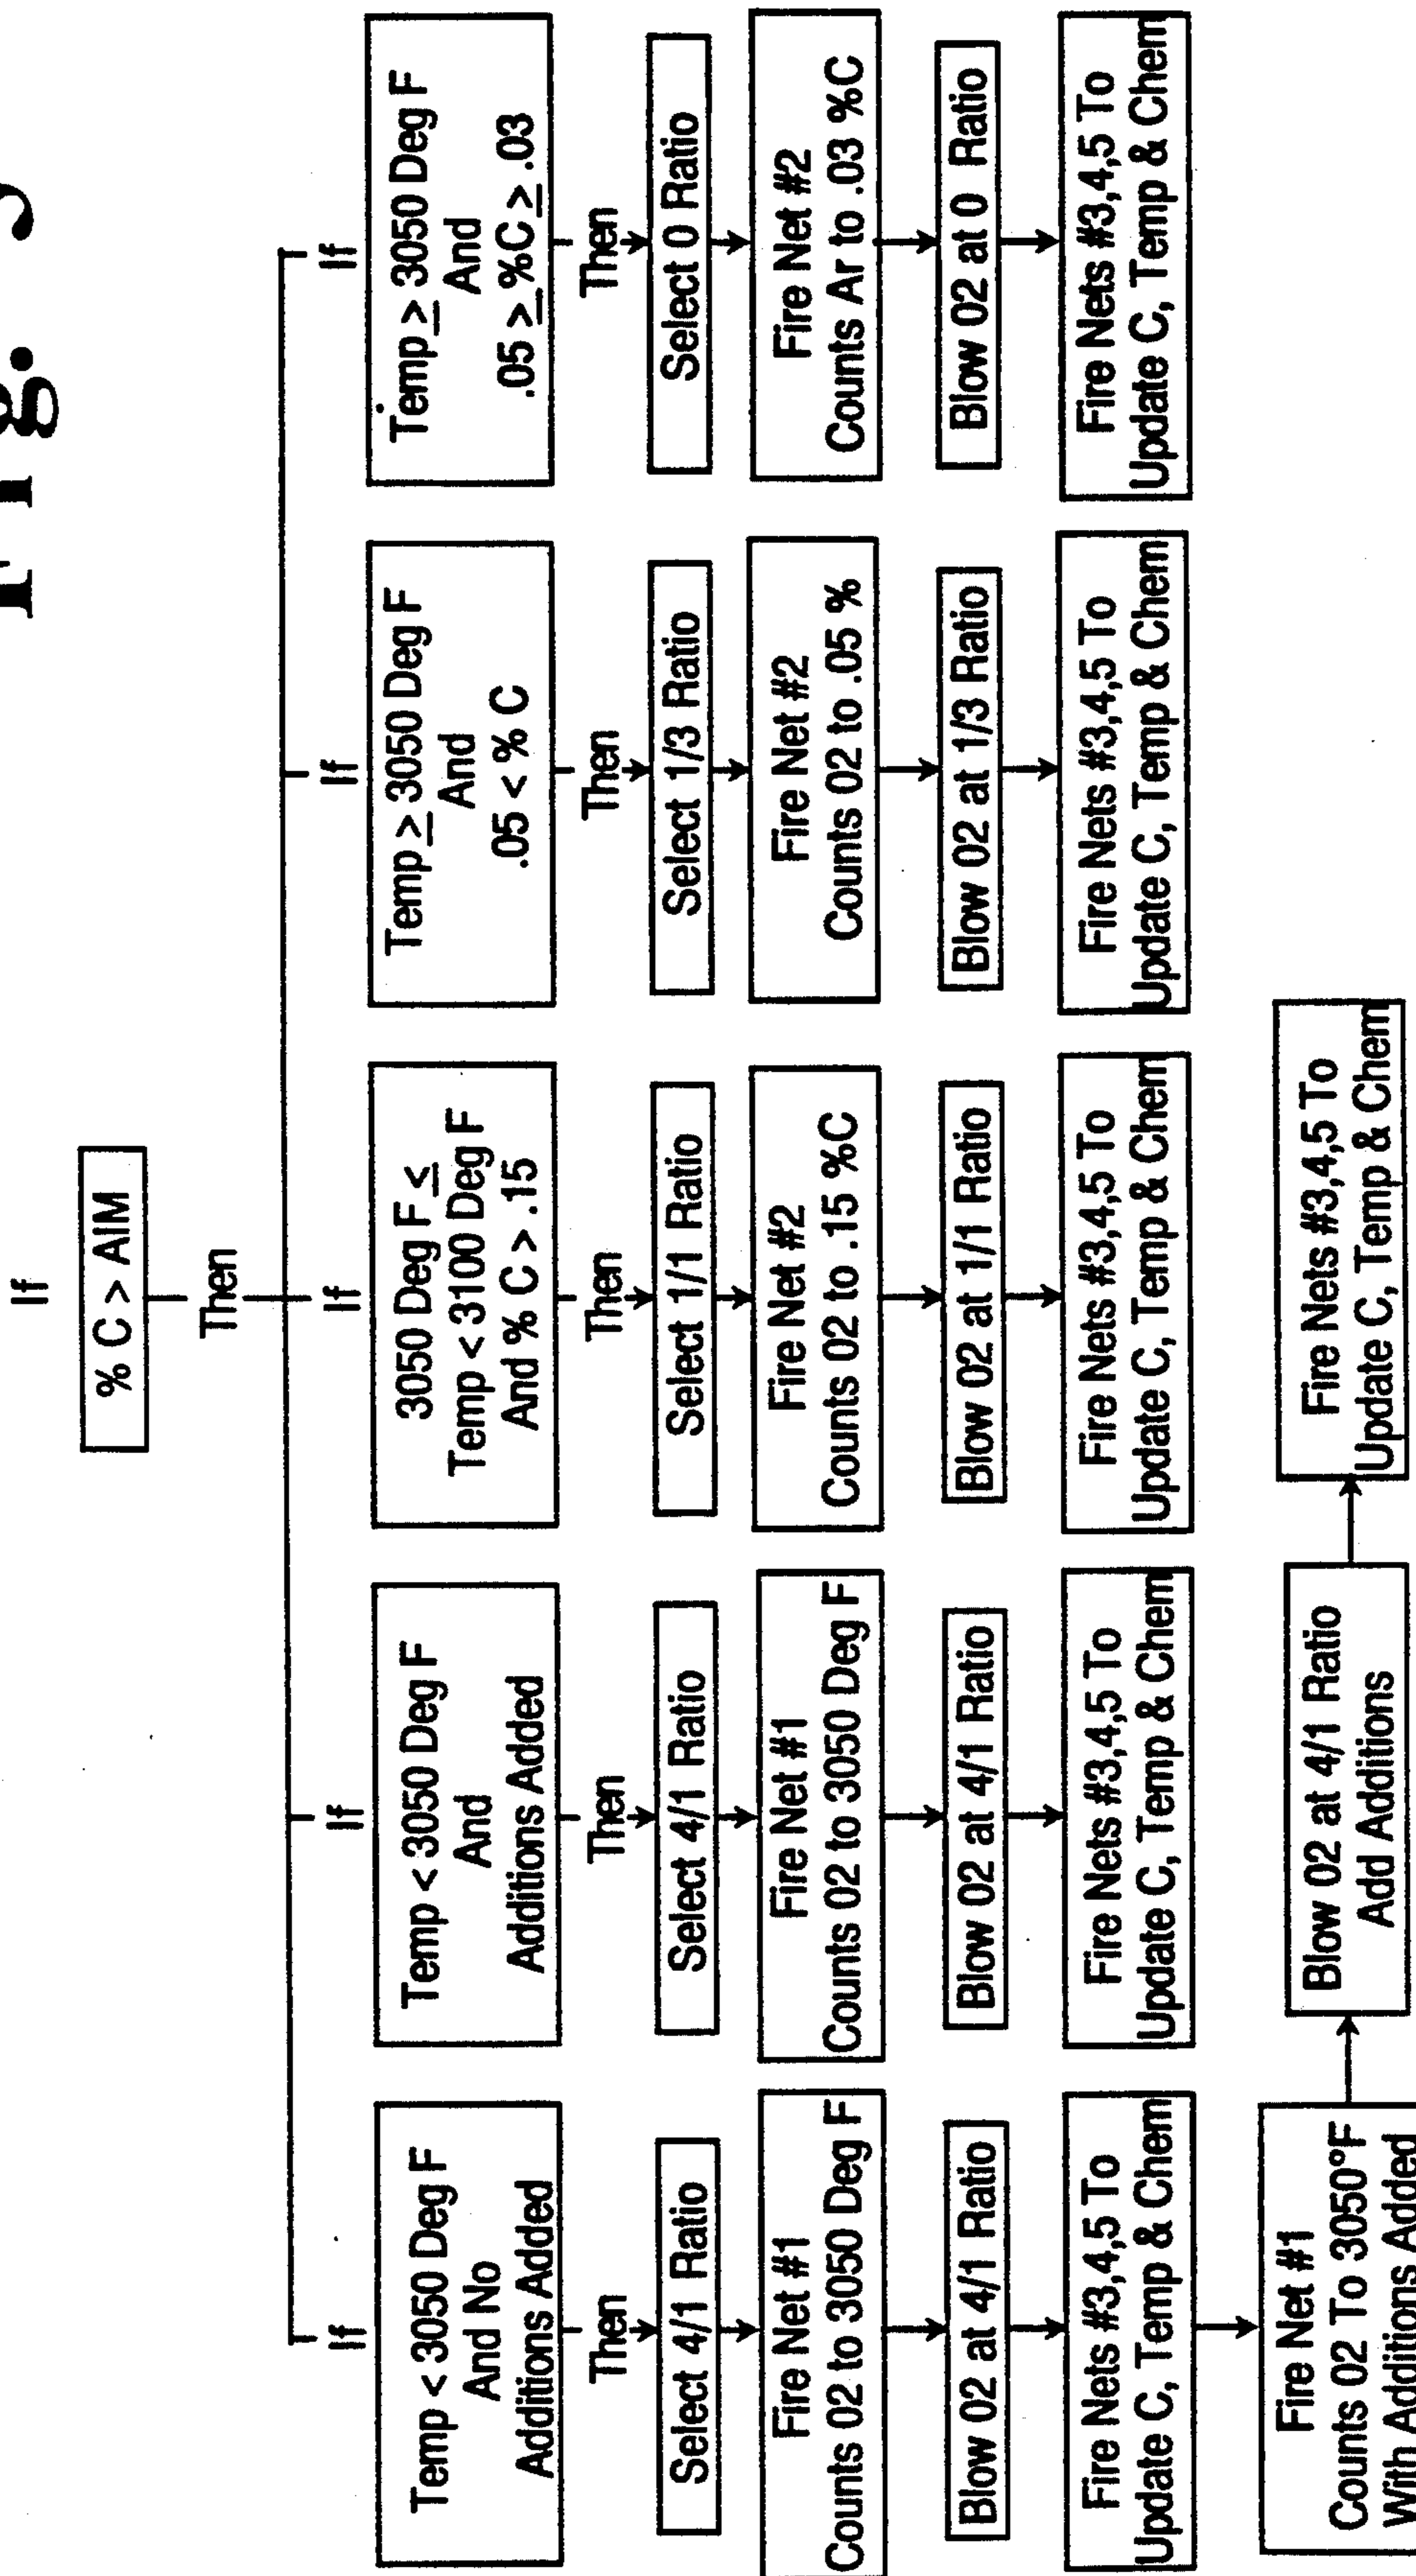 Fig.
If
% C > AIM
Then
If
Temp < 3050 Deg F
And No
Additions Added
Then
Select 4/1 Ratio
Fire Net #1
Counts 02 to 3050 Deg F
Blow 02 at 4/1 Ratio
Fire Nets #3,4,5 To
Update C, Temp & Chem
Fire Net #1
Counts 02 To 3050°F
With Additions Added
Blow 02 at 4/1 Ratio
Add Additions
Fire Nets #3,4,5 To
Update C, Temp & Chem
If
Temp < 3050 Deg F
And
Additions Added
Then
Select 4/1 Ratio
Fire Net #1
Counts 02 to 3050 Deg F
Blow 02 at 4/1 Ratio
Fire Nets #3,4,5 To
Update C, Temp & Chem
If
3050 Deg F ≤
Temp < 3100 Deg F
And % C > .15
Then
Select 1/1 Ratio
Fire Net #2
Counts 02 to .15 %C
Blow 02 at 1/1 Ratio
Fire Nets #3,4,5 To
Update C, Temp & Chem
If
Temp ≥ 3050 Deg F
And
.05 < % C
Then
Select 1/3 Ratio
Fire Net #2
Counts 02 to .05 %
Blow 02 at 1/3 Ratio
Fire Nets #3,4,5 To
Update C, Temp & Chem
If
Temp ≥ 3050 Deg F
And
.05 ≥ %C ≥ .03
Then
Select 0 Ratio
Fire Net #2
Counts Ar to .03 %C
Blow 02 at 0 Ratio
Fire Nets #3,4,5 To
Update C, Temp & Chem